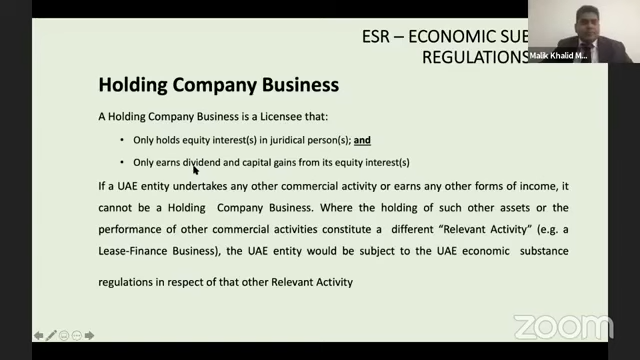 ESR – ECONOMIC SUB
REGULATIONS
Malik Khalid M...
Holding Company Business
A Holding Company Business is a Licensee that:
• Only holds equity interest(s) in juridical person(s); and
• Only earns dividend and capital gains from its equity interest(s)
If a UAE entity undertakes any other commercial activity or earns any other forms of income, it
cannot be a Holding Company Business. Where the holding of such other assets or the
performance of other commercial activities constitute a different “Relevant Activity” (e.g. a
Lease-Finance Business), the UAE entity would be subject to the UAE economic substance
regulations in respect of that other Relevant Activity
zoom